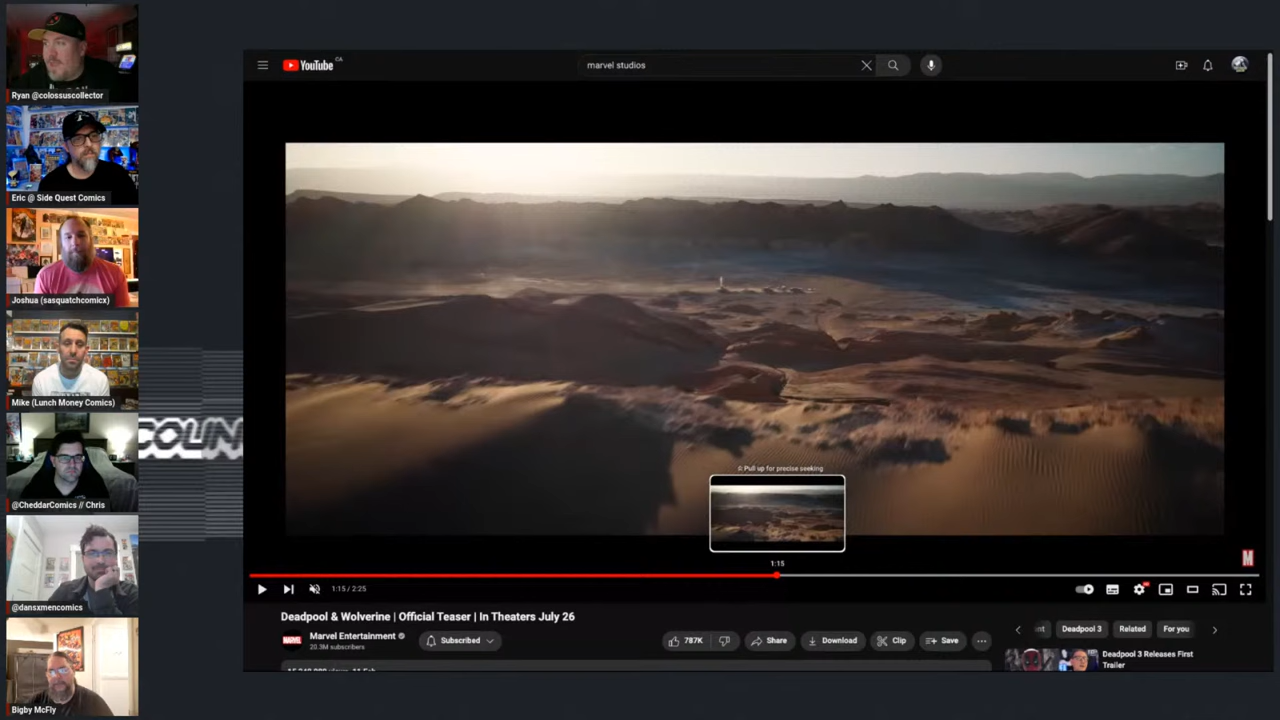 Ryan @colossuscollector
Eric @ Side Quest Comics
Joshua (sasquatchcomicx)
Mike (Lunch Money Comics)
@CheddarComics // Chris
@dansxmencomics
Bigby McFly
YouTube CA
marvel studios
Pull up for precise seeking
1:15
M
1:15 / 2:25
Deadpool & Wolverine | Official Teaser | In Theaters July 26
MARVEL
Marvel Entertainment
20.3M subscribers
Subscribed
787K
Share
Download
Clip
Save
Deadpool 3
Related
For you
Deadpool 3 Releases First
Trailer